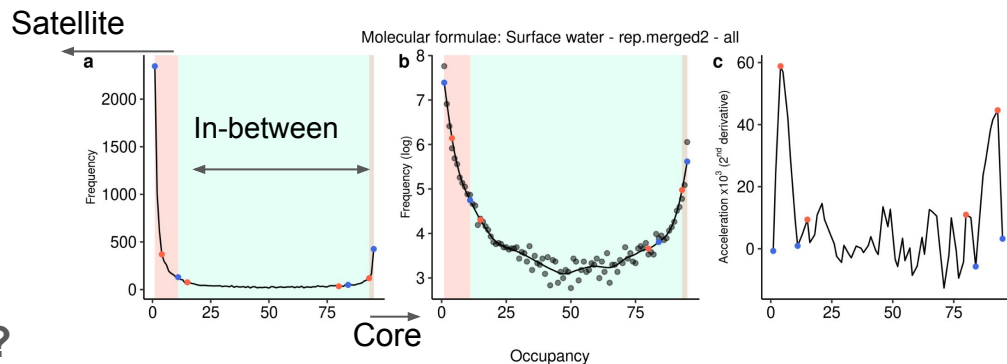 Satellite
Molecular formulae: Surface water - rep.merged2 - all
a
b
c
In-between
Frequency
2000
1500
1000
500
0
0 25 50 75
Frequency (log)
8
7
6
5
4
3
0 25 50 75
Acceleration x10³ (2nd derivative)
60
40
20
0
0 25 50 75
Core
?
Occupancy